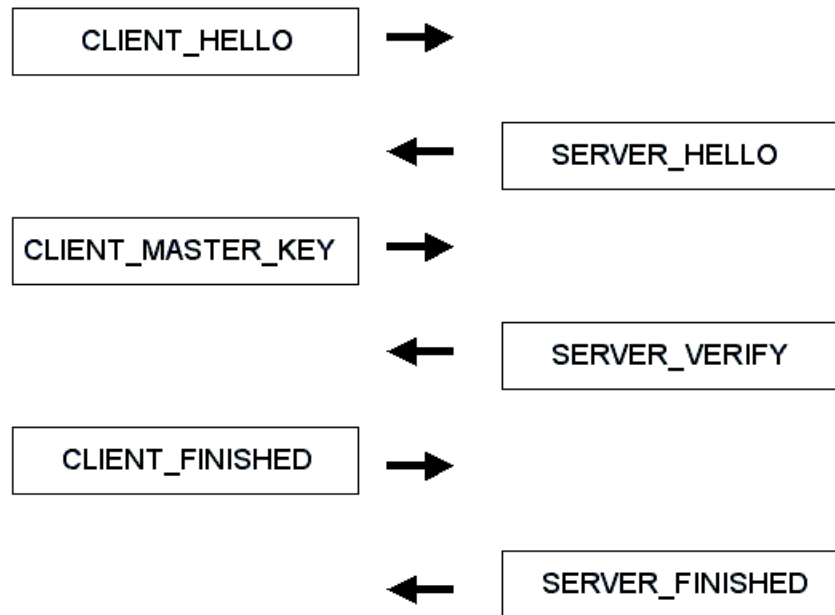 CLIENT_HELLO
SERVER_HELLO
CLIENT_MASTER_KEY
SERVER_VERIFY
CLIENT_FINISHED
SERVER_FINISHED